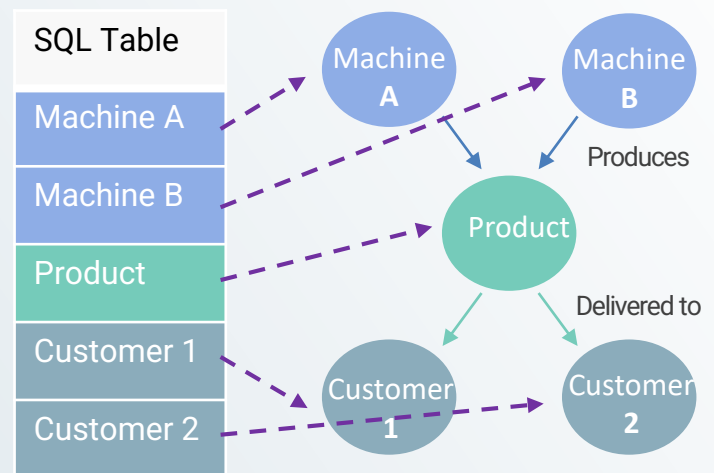 SQL Table
Machine A
Machine B
Product
Customer 1
Customer 2
Machine
A
Machine
B
Produces
Product
Delivered to
Customer
1
Customer
2